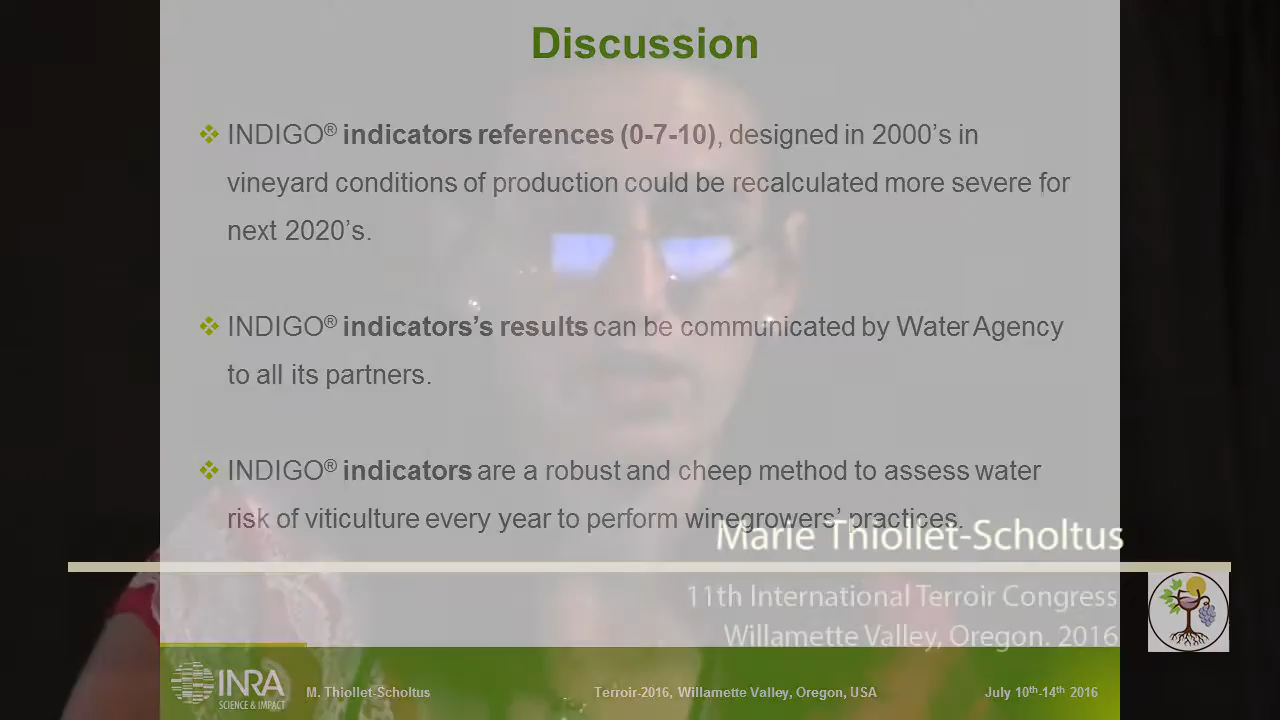 Discussion
INDIGO® indicators references (0-7-10), designed in 2000’s in
vineyard conditions of production could be recalculated more severe for
next 2020’s.
INDIGO® indicators’s results can be communicated by Water Agency
to all its partners.
INDIGO® indicators are a robust and cheep method to assess water
risk of viticulture every year to perform winegrowers’ practices.
Marie Thiollet-Scholtus
11th International Terroir Congress
Willamette Valley, Oregon. 2016
INRA
SCIENCE & IMPACT
M. Thiollet-Scholtus
Terroir-2016, Willamette Valley, Oregon, USA
July 10th-14th 2016